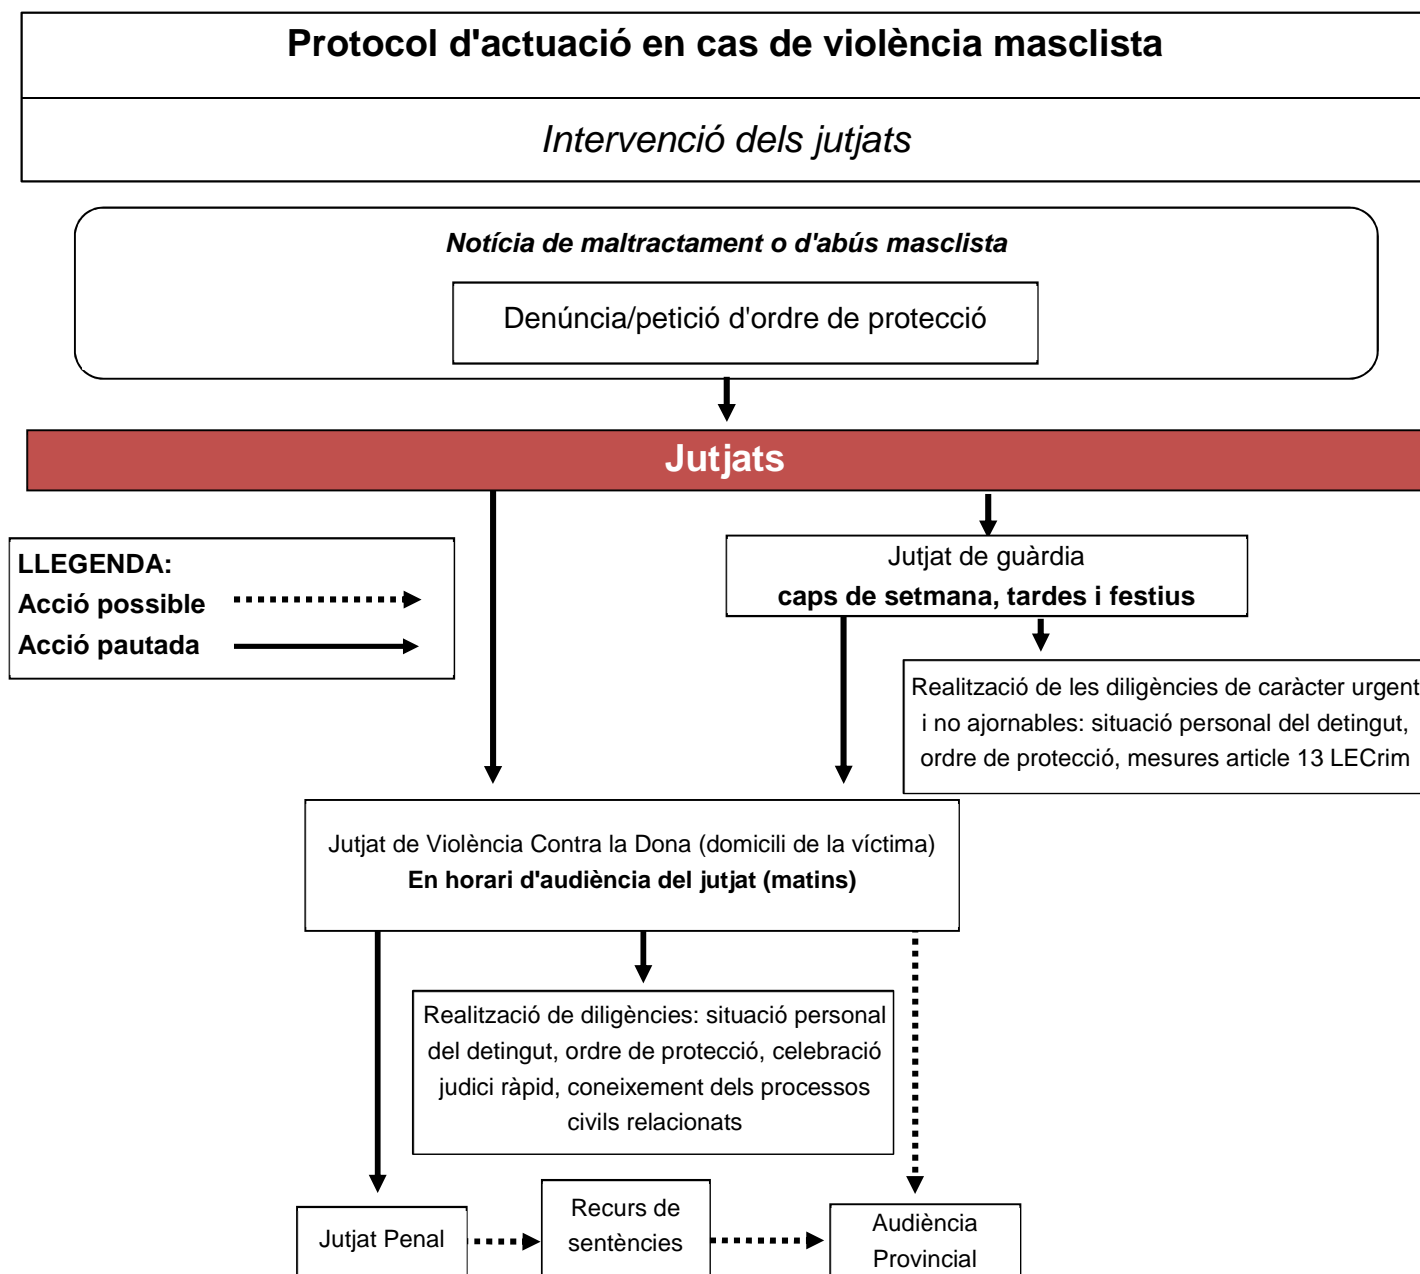 Protocol d'actuació en cas de violència masclista
Intervenció dels jutjats
Notícia de maltractament o d'abús masclista
Denúncia/petició d'ordre de protecció
Jutjats
LLEGENDA:
Acció possible
Acció pautada
Jutjat de guàrdia
caps de setmana, tardes i festius
Realització de les diligències de caràcter urgent
i no ajornables: situació personal del detingut,
ordre de protecció, mesures article 13 LECrim
Jutjat de Violència Contra la Dona (domicili de la víctima)
En horari d'audiència del jutjat (matins)
Realització de diligències: situació personal
del detingut, ordre de protecció, celebració
judici ràpid, coneixement dels processos
civils relacionats
Jutjat Penal
Recurs de
sentències
Audiència
Provincial